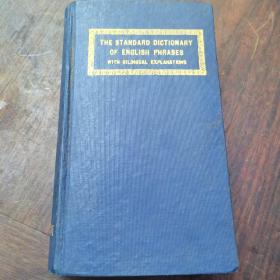 THE STANDARD DICTIONARY
OF ENGLISH PHRASES
WITH BILINGUAL EXPLANATIONS